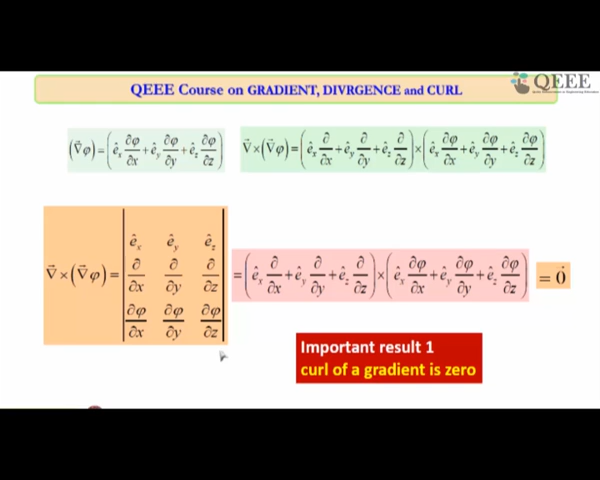 QEEE
QEEE Course on GRADIENT, DIVRGENCE and CURL
(∇⃗φ) = (ê_x ∂φ/∂x + ê_y ∂φ/∂y + ê_z ∂φ/∂z)
∇⃗×(∇⃗φ) = (ê_x ∂/∂x + ê_y ∂/∂y + ê_z ∂/∂z) × (ê_x ∂φ/∂x + ê_y ∂φ/∂y + ê_z ∂φ/∂z)
∇⃗×(∇⃗φ) = | ê_x ê_y ê_z |
| ∂/∂x ∂/∂y ∂/∂z |
| ∂φ/∂x ∂φ/∂y ∂φ/∂z |
= (ê_x ∂/∂x + ê_y ∂/∂y + ê_z ∂/∂z) × (ê_x ∂φ/∂x + ê_y ∂φ/∂y + ê_z ∂φ/∂z) = 0⃗
Important result 1
curl of a gradient is zero